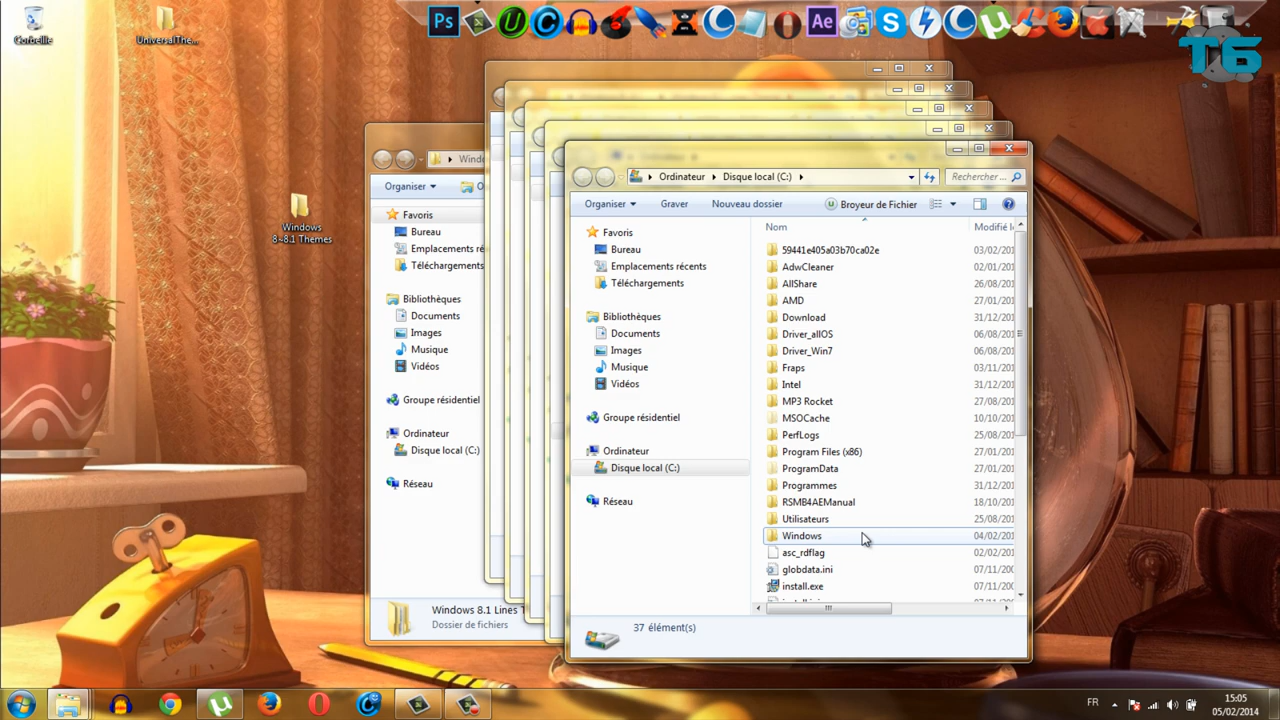 Corbeille
UniversalThe...
Ps
Ae
T6
Windows
8~8.1 Themes
Organiser
Favoris
Bureau
Téléchargements
Bibliothèques
Documents
Images
Musique
Vidéos
Groupe résidentiel
Ordinateur
Disque local (C:)
Réseau
Windows 8.1 Lines
Dossier de fichiers
Ordinateur
Disque local (C:)
Rechercher ...
Organiser
Graver
Nouveau dossier
Broyeur de Fichier
Favoris
Bureau
Emplacements récents
Téléchargements
Bibliothèques
Documents
Images
Musique
Vidéos
Groupe résidentiel
Ordinateur
Disque local (C:)
Réseau
Nom Modifié
59441e405a03b70ca02e 03/02/201
AdwCleaner 02/01/201
AllShare 26/08/201
AMD 27/01/201
Download 31/12/201
Driver_allOS 06/08/201
Driver_Win7 06/08/201
Fraps 03/11/201
Intel 31/12/201
MP3 Rocket 27/08/201
MSOCache 10/10/201
PerfLogs 25/08/201
Program Files (x86) 27/01/201
ProgramData 27/01/201
Programmes 31/12/201
RSMB4AEManual 18/10/201
Utilisateurs 25/08/201
Windows 04/02/201
asc_rdflag 02/02/201
globdata.ini 07/11/200
install.exe 07/11/200
37 élément(s)
FR
15:05
05/02/2014